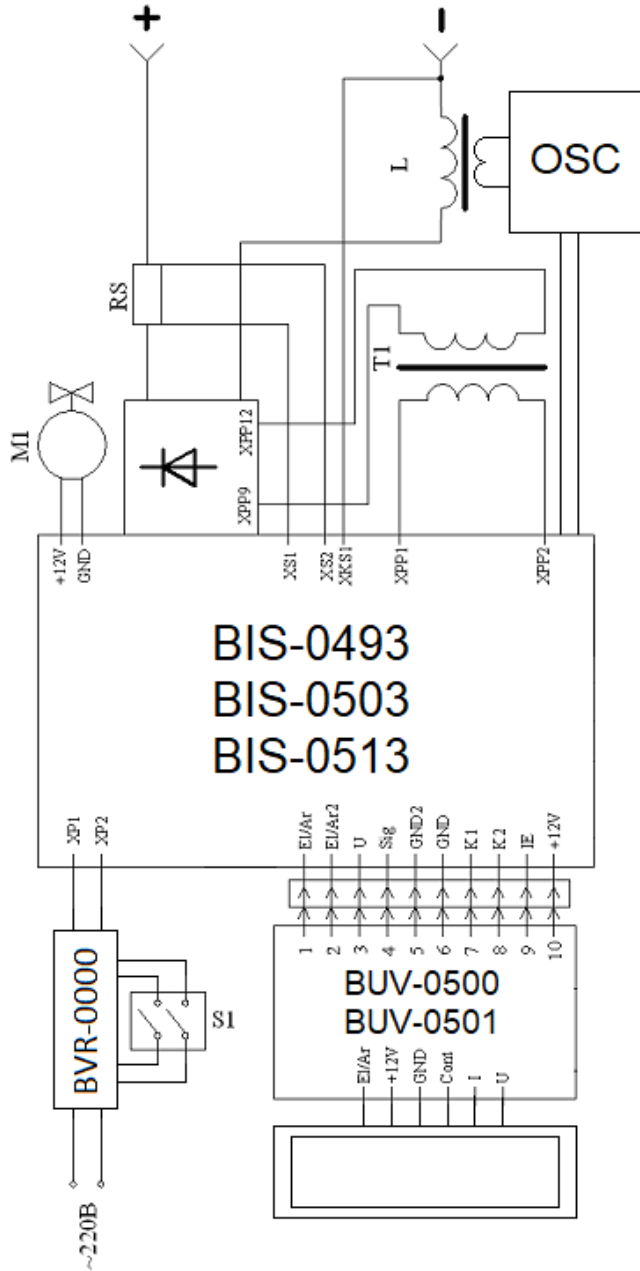 +
-
M1
RS
L
OSC
T1
+12V
GND
XPP9
XPP12
XS1
XS2
XKS1
XPP1
XPP2
BIS-0493
BIS-0503
BIS-0513
XP1
XP2
El/Ar
El/Ar2
U
Sig
GND2
GND
K1
K2
IE
+12V
1
2
3
4
5
6
7
8
9
10
BVR-0000
S1
~220В
BUV-0500
BUV-0501
El/Ar
+12V
GND
Cont
I
U